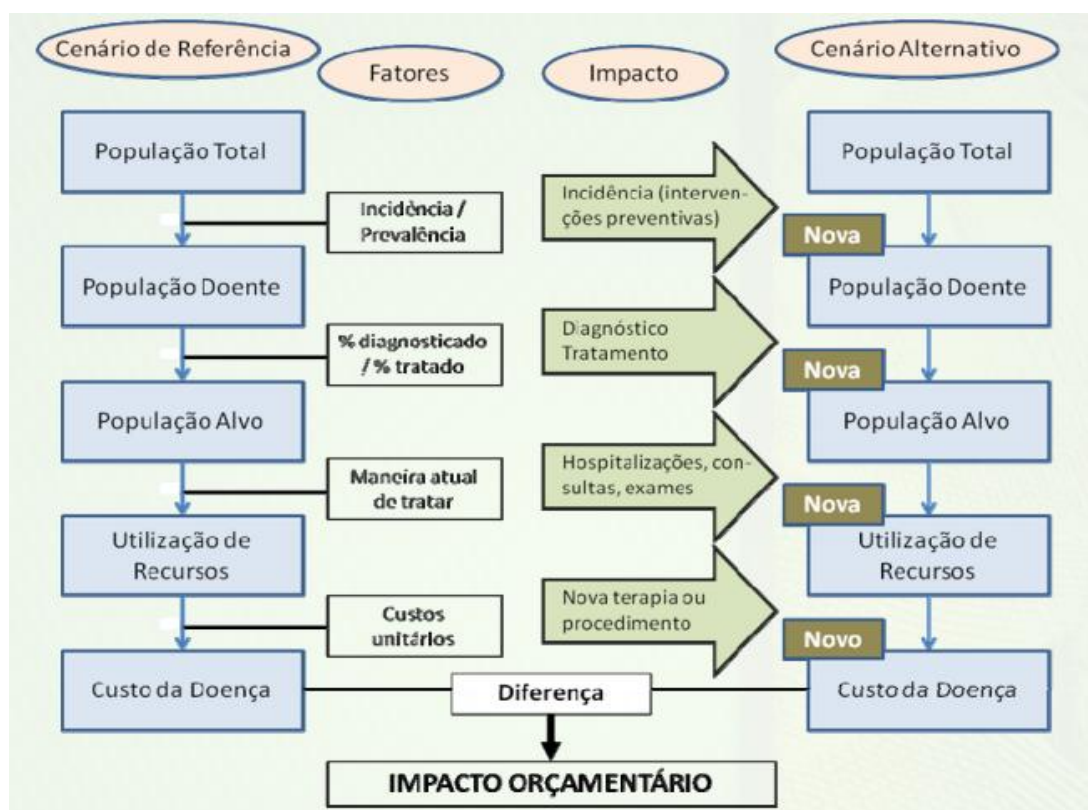 Cenário de Referência
Fatores
Impacto
Cenário Alternativo
População Total
População Total
Incidência /
Prevalência
Incidência (interven-
ções preventivas)
Nova
População Doente
População Doente
% diagnosticado
/ % tratado
Diagnóstico
Tratamento
Nova
População Alvo
População Alvo
Maneira atual
de tratar
Hospitalizações, con-
sultas, exames
Nova
Utilização de
Recursos
Utilização de
Recursos
Custos
unitários
Nova terapia ou
procedimento
Novo
Custo da Doença
Diferença
Custo da Doença
IMPACTO ORÇAMENTÁRIO